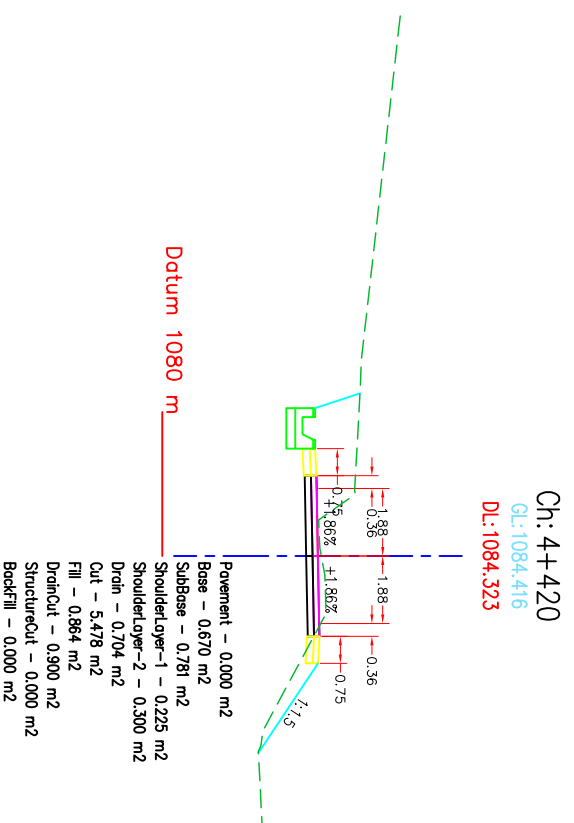 Ch: 4+420
GL:1084.416
DL:1084.323
1.88
1.88
0.36
0.36
0.75
0.75
+1.86%
+1.86%
1:1.5
Datum 1080 m
Pavement - 0.000 m2
Base - 0.670 m2
SubBase - 0.781 m2
ShoulderLayer-1 - 0.225 m2
ShoulderLayer-2 - 0.300 m2
Drain - 0.704 m2
Cut - 5.478 m2
Fill - 0.864 m2
DrainCut - 0.900 m2
StructureCut - 0.000 m2
BackFill - 0.000 m2